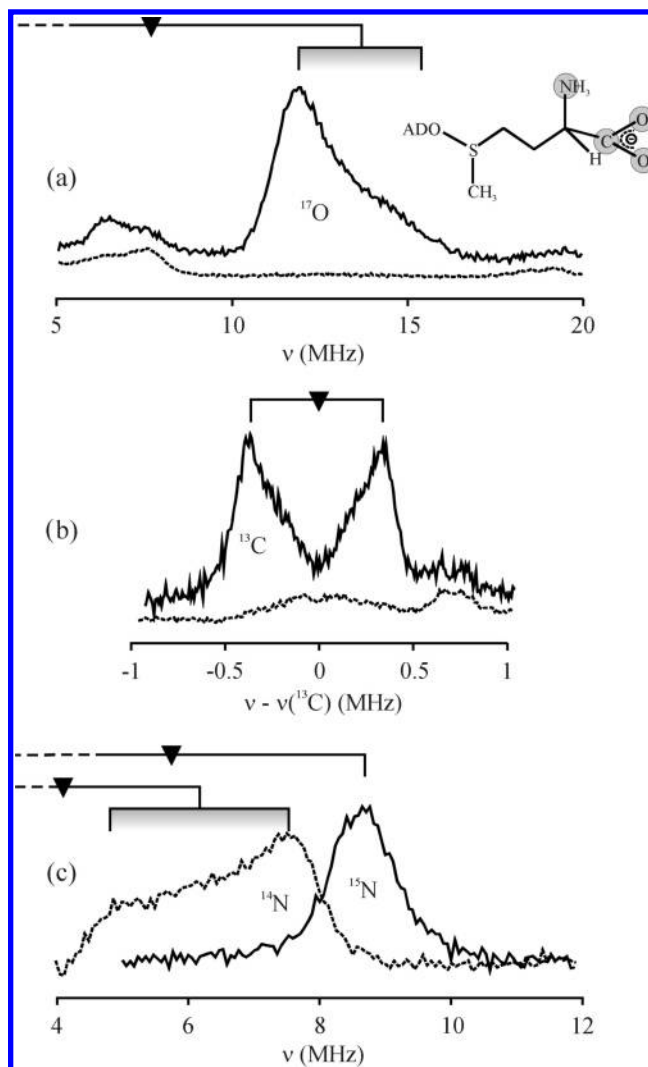 NH₃
O
ADO
S
C
⊖
H
O
CH₃
(a)
¹⁷O
5 10 15 20
ν (MHz)
(b)
¹³C
-1 -0.5 0 0.5 1
ν - ν(¹³C) (MHz)
(c)
¹⁴N
¹⁵N
4 6 8 10 12
ν (MHz)